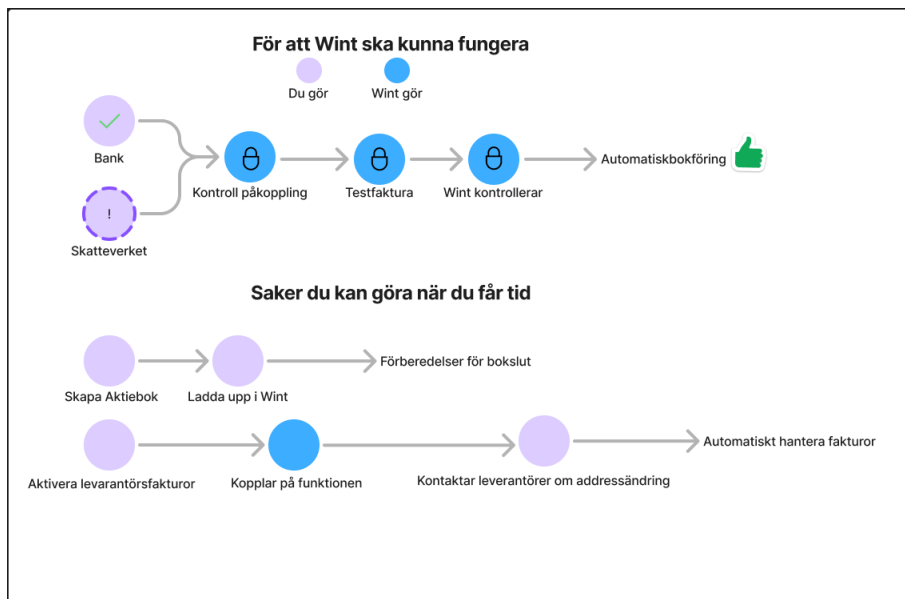 För att Wint ska kunna fungera
Du gör
Wint gör
Bank
!
Skatteverket
Kontroll påkoppling
Testfaktura
Wint kontrollerar
Automatiskbokföring
Saker du kan göra när du får tid
Skapa Aktiebok
Ladda upp i Wint
Förberedelser för bokslut
Aktivera levarantörsfakturor
Kopplar på funktionen
Kontaktar leverantörer om addressändring
Automatiskt hantera fakturor